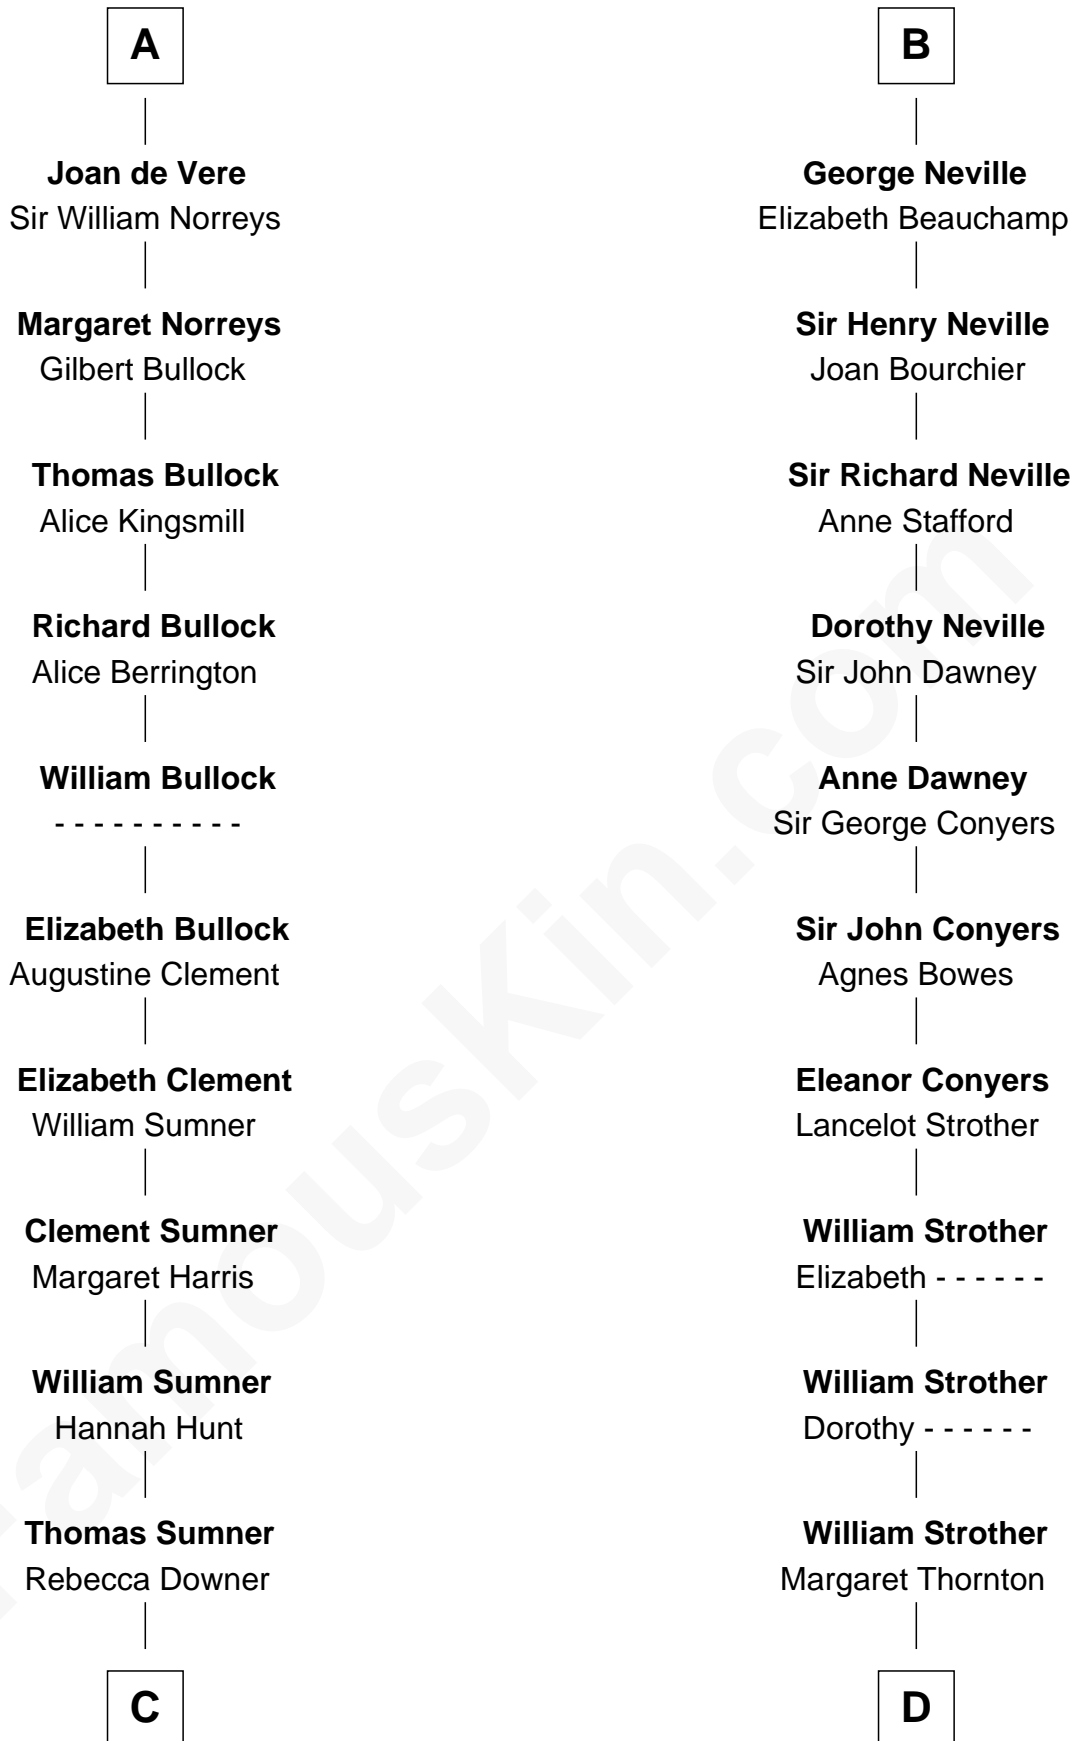 A
Joan de Vere
Sir William Norreys
Margaret Norreys
Gilbert Bullock
Thomas Bullock
Alice Kingsmill
Richard Bullock
Alice Berrington
William Bullock
- - - - - - - - - -
Elizabeth Bullock
Augustine Clement
Elizabeth Clement
William Sumner
Clement Sumner
Margaret Harris
William Sumner
Hannah Hunt
Thomas Sumner
Rebecca Downer
C
B
George Neville
Elizabeth Beauchamp
Sir Henry Neville
Joan Bourchier
Sir Richard Neville
Anne Stafford
Dorothy Neville
Sir John Dawney
Anne Dawney
Sir George Conyers
Sir John Conyers
Agnes Bowes
Eleanor Conyers
Lancelot Strother
William Strother
Elizabeth - - - - - -
William Strother
Dorothy - - - - - -
William Strother
Margaret Thornton
D
FamousKin.com